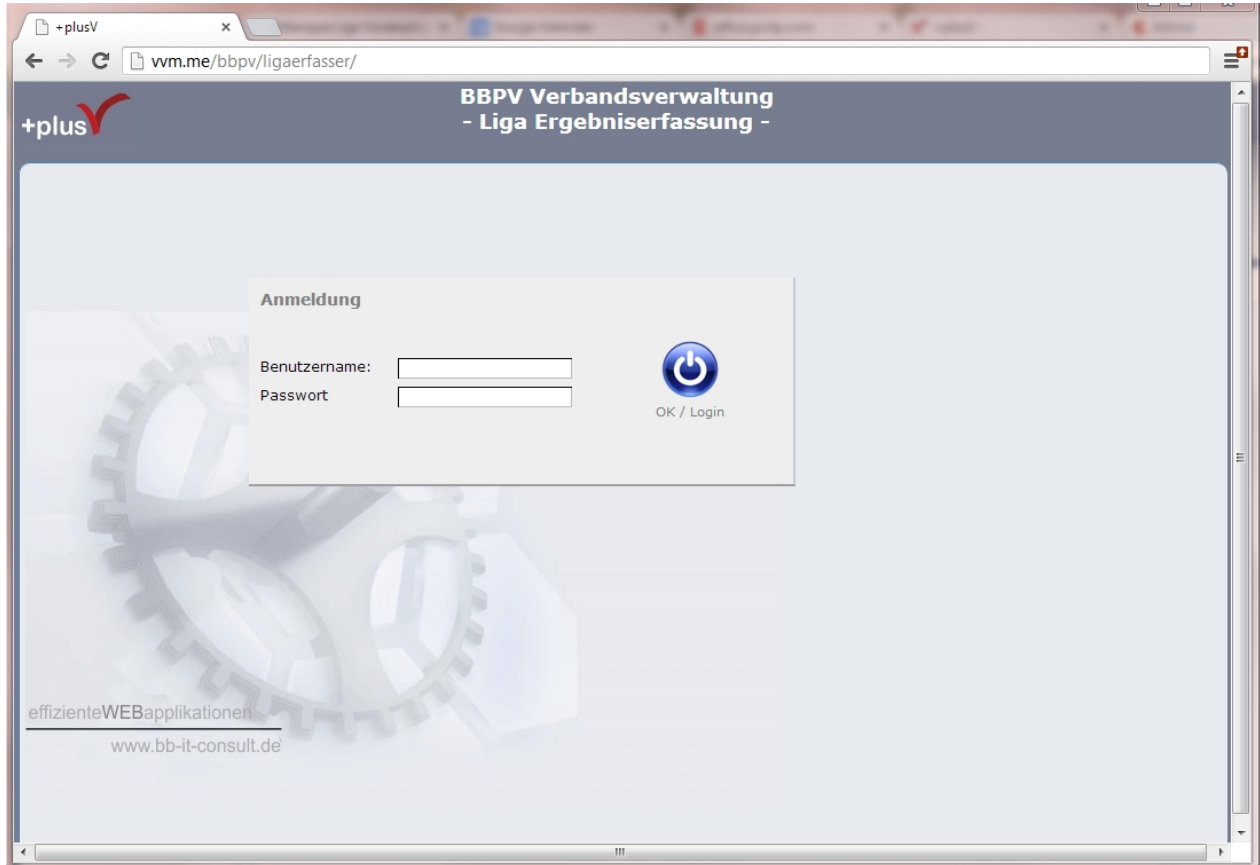 +plusV
vvm.me/bbpv/ligaerfasser/
+plus
BBPV Verbandsverwaltung
- Liga Ergebniserfassung -
Anmeldung
Benutzername:
Passwort
OK / Login
effizienteWEBapplikationen
www.bb-it-consult.de